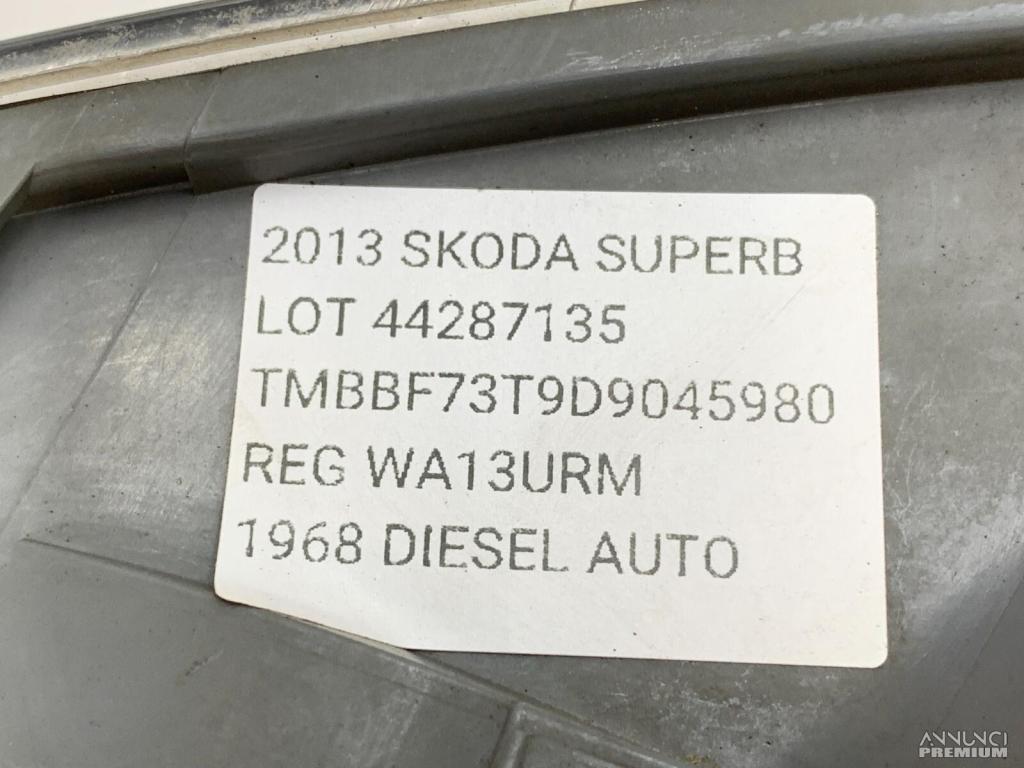 2013 SKODA SUPERB
LOT 44287135
TMBBF73T9D9045980
REG WA13URM
1968 DIESEL AUTO
ANNUNCI
PREMIUM